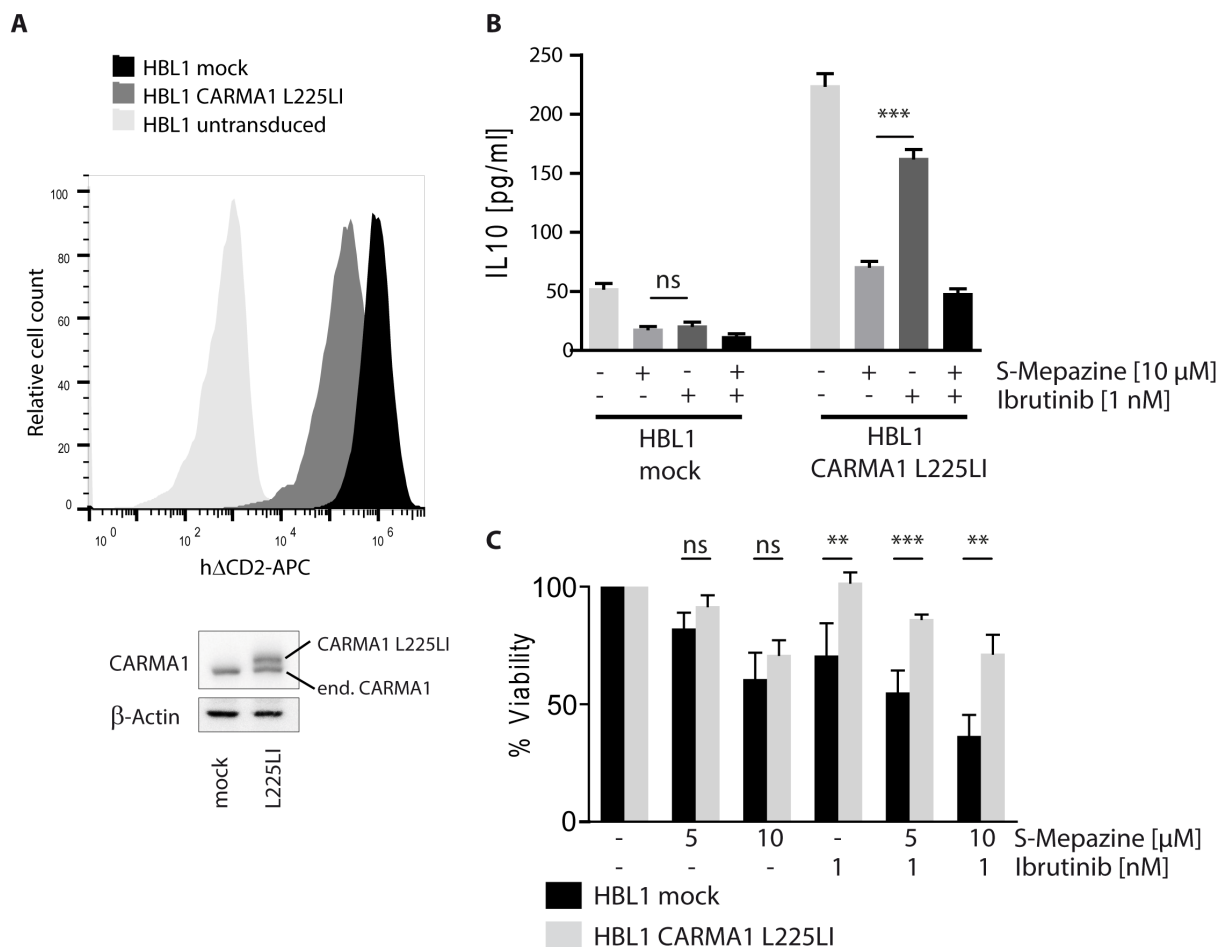 A
HBL1 mock
HBL1 CARMA1 L225LI
HBL1 untransduced
Relative cell count
100
80
60
40
20
0
10 0
10 2
10 4
10 6
hΔCD2-APC
CARMA1
CARMA1 L225LI
end. CARMA1
β-Actin
mock
L225LI
B
IL10 [pg/ml]
250
200
150
100
50
0
ns
***
- + - + - + - + S-Mepazine [10 µM]
- - + + - - + + Ibrutinib [1 nM]
HBL1
mock
HBL1
CARMA1 L225LI
C
ns ns ** *** **
% Viability
100
50
0
- 5 10 - 5 10 S-Mepazine [µM]
- - - 1 1 1 Ibrutinib [nM]
HBL1 mock
HBL1 CARMA1 L225LI